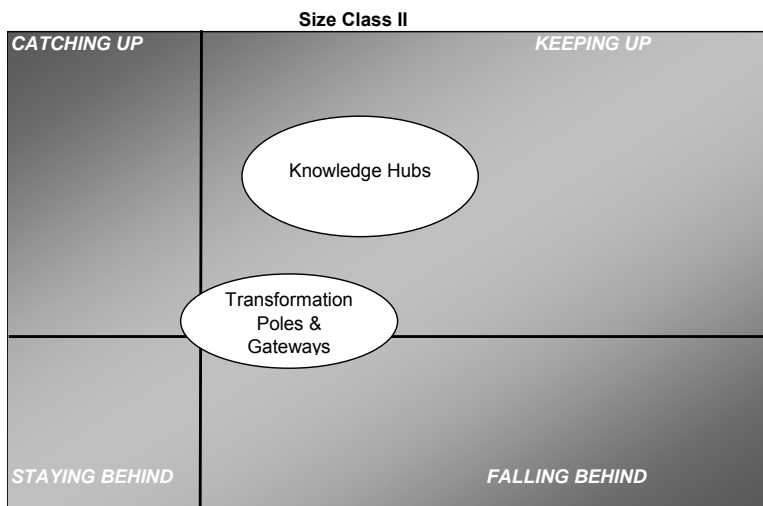 Size Class II
CATCHING UP
KEEPING UP
Knowledge Hubs
Transformation
Poles &
Gateways
STAYING BEHIND
FALLING BEHIND